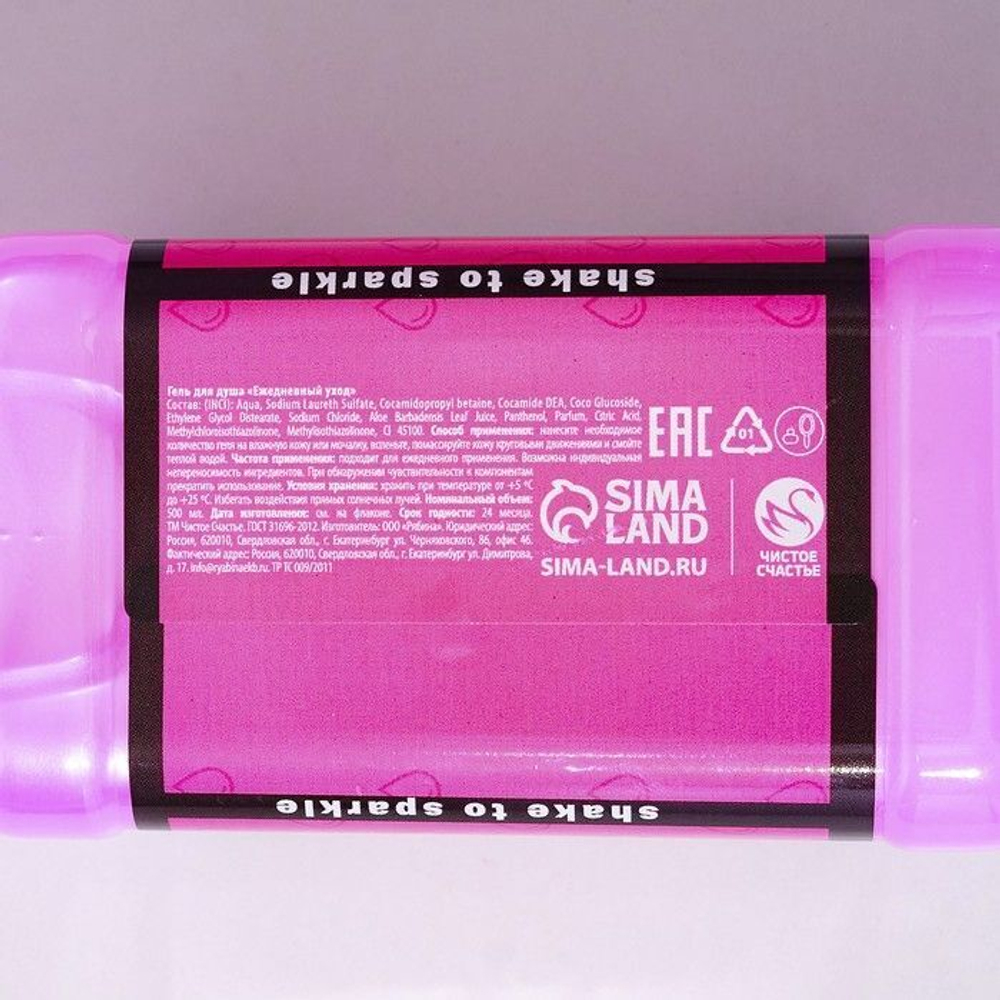 shake to sparkle
Гель для душа «Ежедневный уход»
Состав: (INCI): Aqua, Sodium Laureth Sulfate, Cocamidopropyl betaine, Cocamide DEA, Coco Glucoside,
Ethylene Glycol Distearate, Sodium Chloride, Aloe Barbadensis Leaf Juice, Panthenol, Parfum, Citric Acid,
Methylchloroisothiazolinone, Methylisothiazolinone, CI 45100. Способ применения: нанесите необходимое
количество геля на влажную кожу или мочалку, вспеньте, помассируйте кожу круговыми движениями и смойте
теплой водой. Частота применения: подходит для ежедневного применения. Возможна индивидуальная
непереносимость ингредиентов. При обнаружении чувствительности к компонентам
прекратить использование. Условия хранения: хранить при температуре от +5 ºC
до +25 ºC. Избегать воздействия прямых солнечных лучей. Номинальный объем:
500 мл. Дата изготовления: см. на флаконе. Срок годности: 24 месяца.
ТМ Чистое Счастье. ГОСТ 31696-2012. Изготовитель: ООО «Рябина». Юридический адрес:
Россия, 620010, Свердловская обл., г. Екатеринбург ул. Черняховского, 86, офис 46.
Фактический адрес: Россия, 620010, Свердловская обл., г. Екатеринбург ул. Димитрова,
д. 17. info@ryabinaekb.ru. ТР ТС 009/2011
EAC
01
SIMA
LAND
SIMA-LAND.RU
ЧИСТОЕ
СЧАСТЬЕ
shake to sparkle